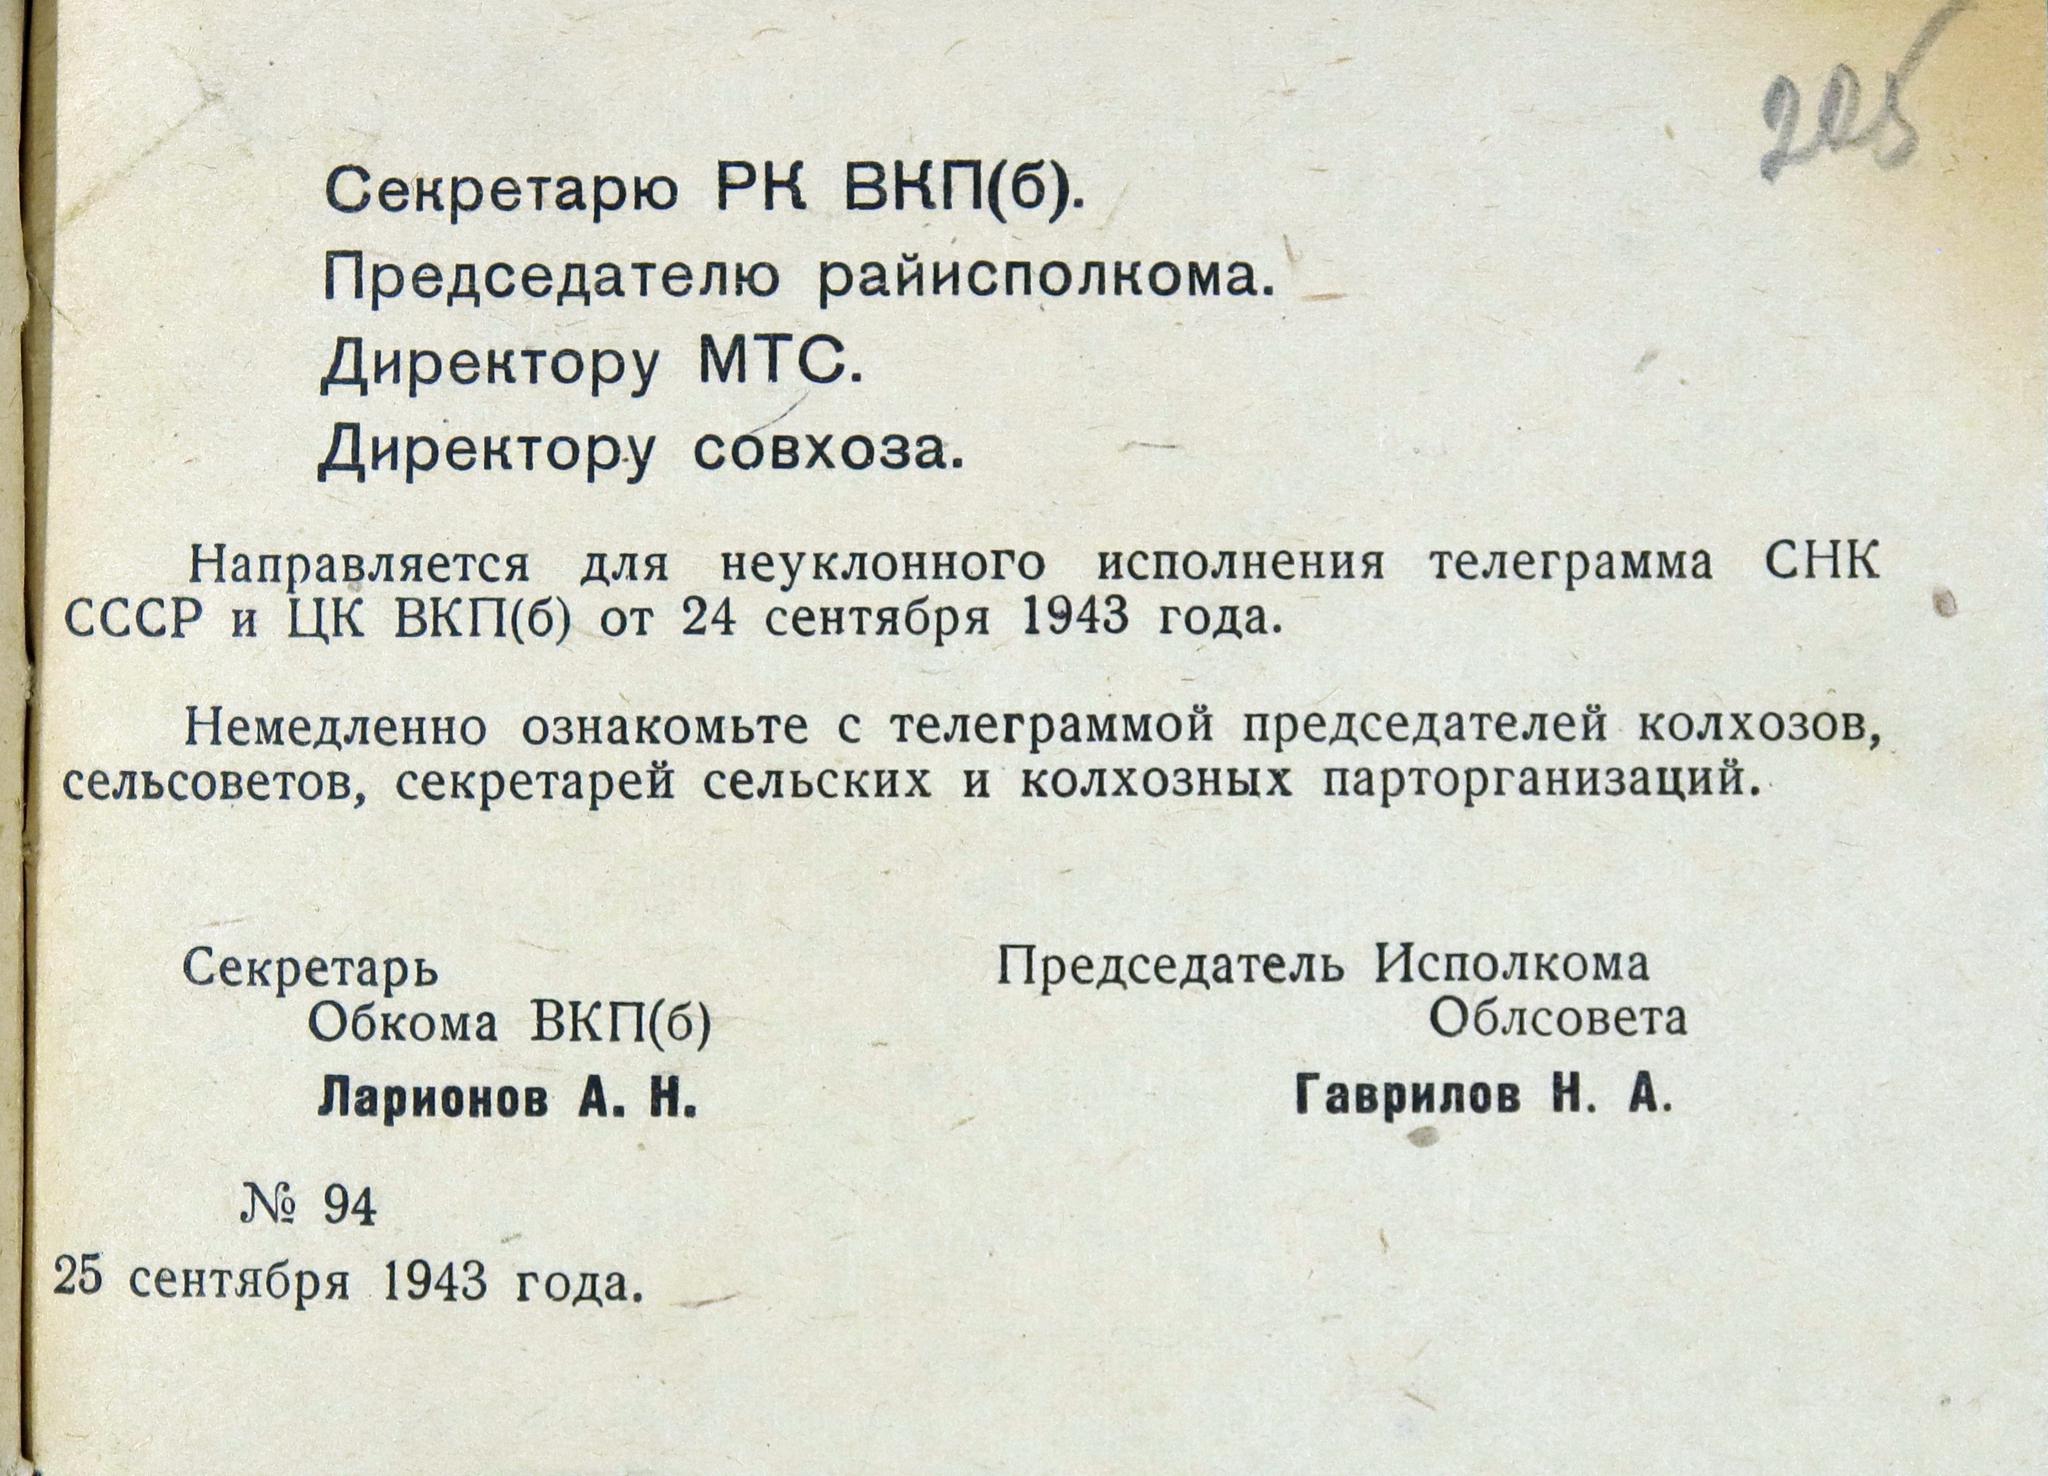 205
Секретарю РК ВКП(б).
Председателю райисполкома.
Директору МТС.
Директору совхоза.
Направляется для неуклонного исполнения телеграмма СНК
СССР и ЦК ВКП(б) от 24 сентября 1943 года.
Немедленно ознакомьте с телеграммой председателей колхозов,
сельсоветов, секретарей сельских и колхозных парторганизаций.
Секретарь
Обкома ВКП(б)
Ларионов А. Н.
Председатель Исполкома
Облсовета
Гаврилов Н. А.
№ 94
25 сентября 1943 года.